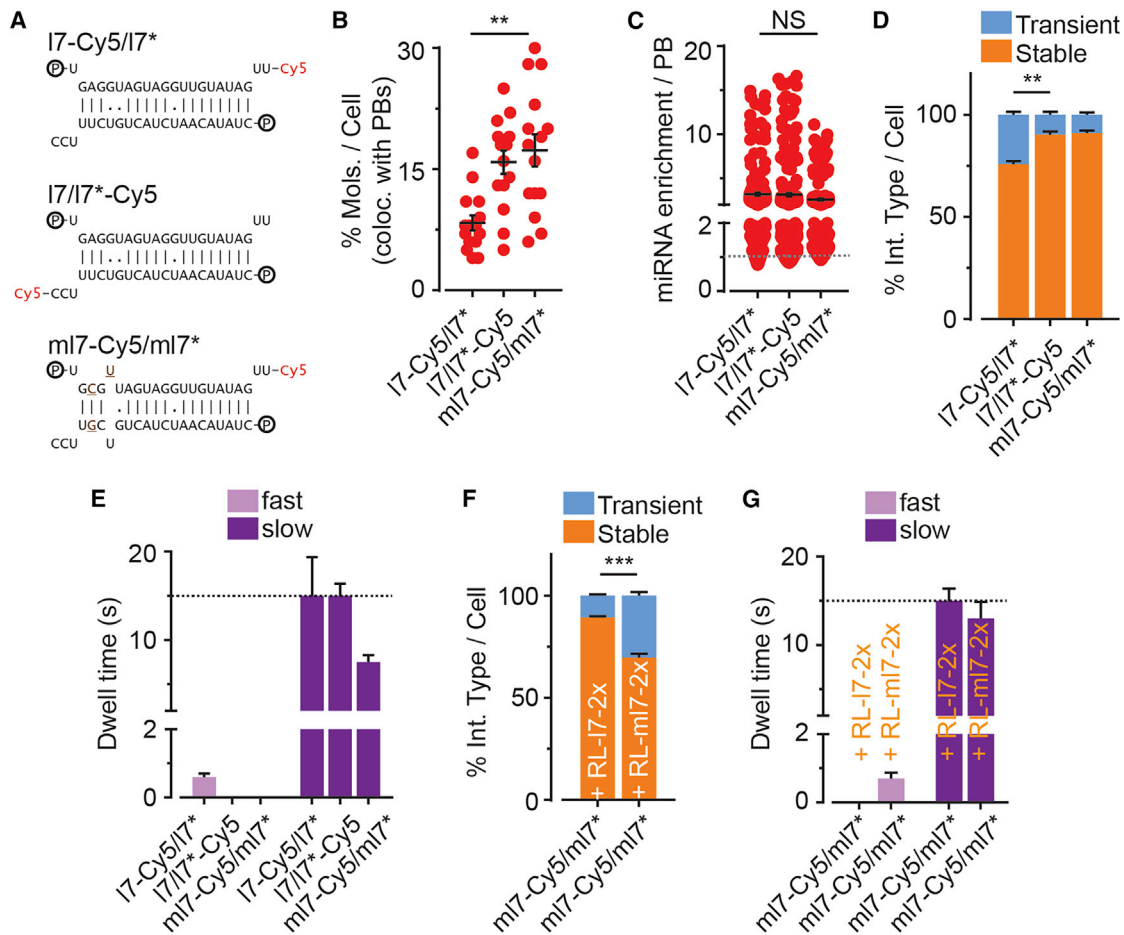 A
l7-Cy5/l7*
P-U UU-Cy5
GAGGUAGUAGGUUGUAUAG
UUCUGUCAUCUAACAUAUC-P
CCU
l7/l7*-Cy5
P-U UU
GAGGUAGUAGGUUGUAUAG
UUCUGUCAUCUAACAUAUC-P
Cy5-CCU
ml7-Cy5/ml7*
P-U U UU-Cy5
GCG UAGUAGGUUGUAUAG
UGC GUCAUCUAACAUAUC-P
CCU U
B
**
% Mols. / Cell
(coloc. with PBs)
30
15
0
l7-Cy5/l7*
l7/l7*-Cy5
ml7-Cy5/ml7*
C
NS
miRNA enrichment / PB
20
10
2
2
1
0
l7-Cy5/l7*
l7/l7*-Cy5
ml7-Cy5/ml7*
D
Transient
Stable
**
% Int. Type / Cell
100
50
0
l7-Cy5/l7*
l7/l7*-Cy5
ml7-Cy5/ml7*
E
fast
slow
Dwell time (s)
20
10
2
0
l7-Cy5/l7*
l7/l7*-Cy5
ml7-Cy5/ml7*
l7-Cy5/l7*
l7/l7*-Cy5
ml7-Cy5/ml7*
F
Transient
Stable
***
% Int. Type / Cell
100
50
0
+ RL-l7-2x
+ RL-ml7-2x
ml7-Cy5/ml7*
ml7-Cy5/ml7*
G
fast
slow
Dwell time (s)
20
10
2
0
+ RL-l7-2x
+ RL-ml7-2x
+ RL-l7-2x
+ RL-ml7-2x
ml7-Cy5/ml7*
ml7-Cy5/ml7*
ml7-Cy5/ml7*
ml7-Cy5/ml7*